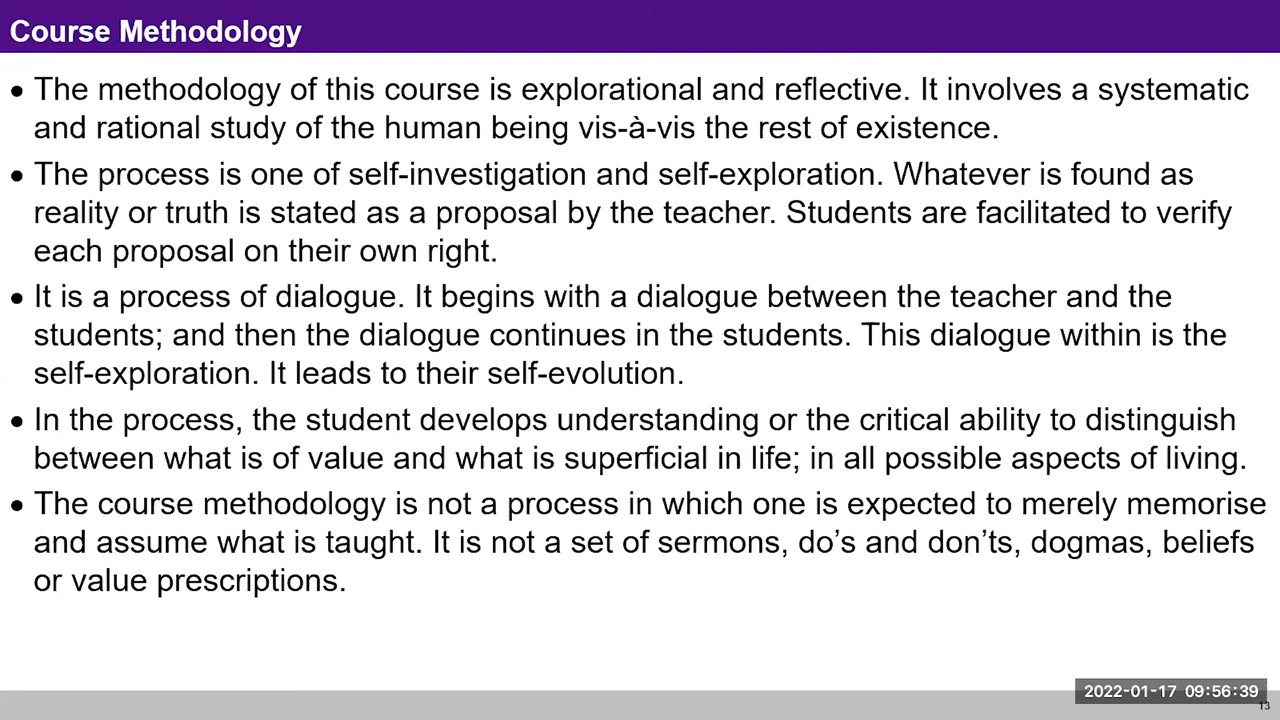 Course Methodology
• The methodology of this course is explorational and reflective. It involves a systematic
and rational study of the human being vis-à-vis the rest of existence.
• The process is one of self-investigation and self-exploration. Whatever is found as
reality or truth is stated as a proposal by the teacher. Students are facilitated to verify
each proposal on their own right.
• It is a process of dialogue. It begins with a dialogue between the teacher and the
students; and then the dialogue continues in the students. This dialogue within is the
self-exploration. It leads to their self-evolution.
• In the process, the student develops understanding or the critical ability to distinguish
between what is of value and what is superficial in life; in all possible aspects of living.
• The course methodology is not a process in which one is expected to merely memorise
and assume what is taught. It is not a set of sermons, do’s and don’ts, dogmas, beliefs
or value prescriptions.
2022-01-17 09:56:39
13